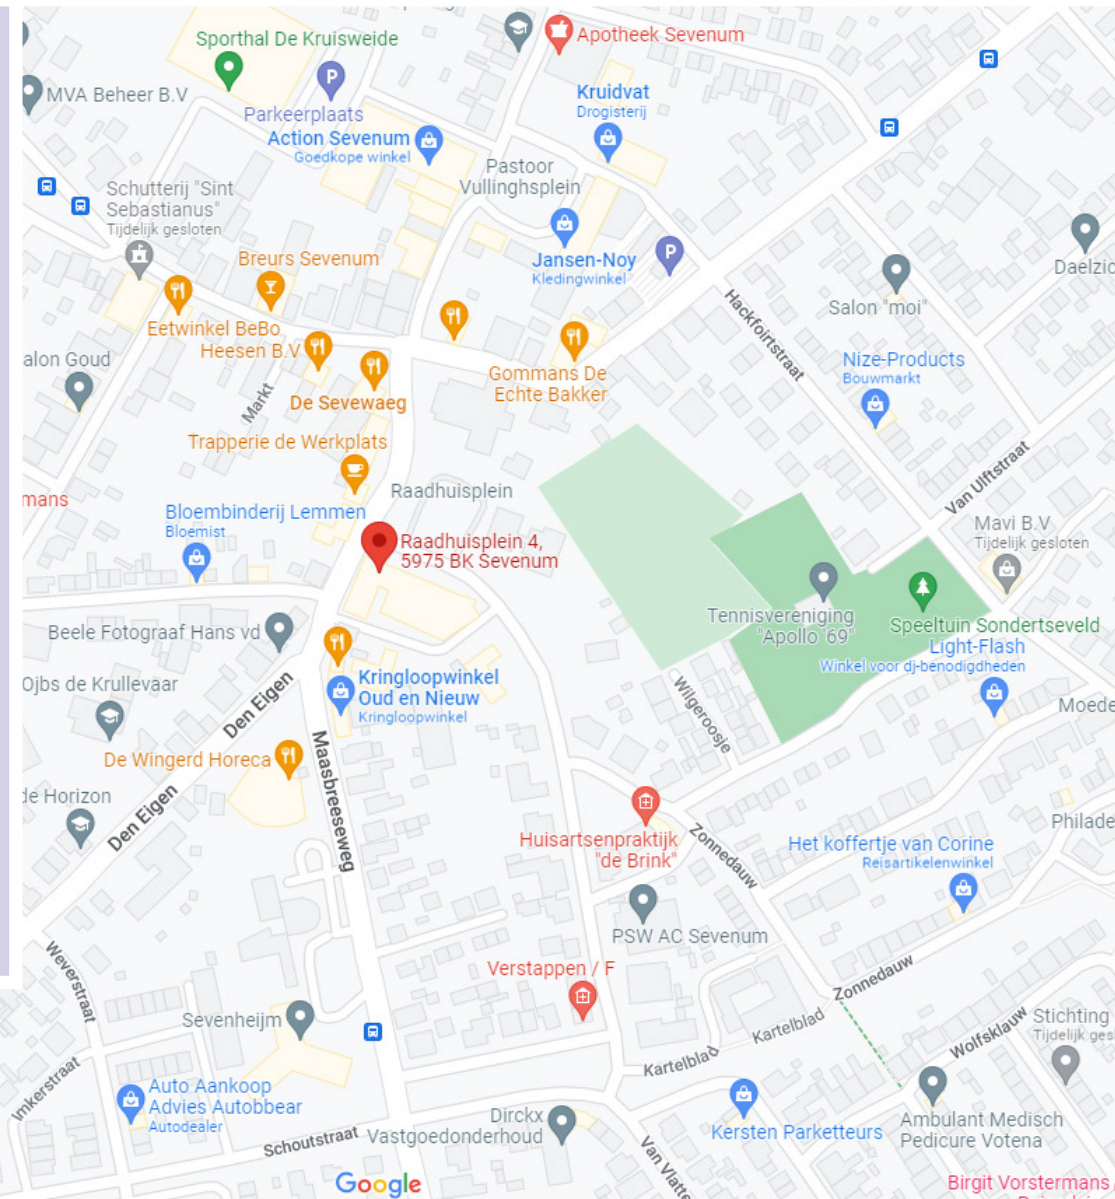 Apotheek Sevenum
Sporthal De Kruisweide
P
Parkeerplaats
MVA Beheer B.V
Kruidvat
Drogisterij
Action Sevenum
Goedkope winkel
Pastoor
Vullinghsplein
Schutterij "Sint
Sebastianus"
Tijdelijk gesloten
Jansen-Noy
Kledingwinkel
P
Daelzic
Breurs Sevenum
Salon "moi"
Hackfoirtstraat
Eetwinkel BeBo
Heesen B.V
alon Goud
Markt
De Sevewaeg
Gommans De
Echte Bakker
Nize-Products
Bouwmarkt
Trapperie de Werkplats
Raadhuisplein
Van Ulftstraat
mans
Bloembinderij Lemmen
Bloemist
Raadhuisplein 4,
5975 BK Sevenum
Mavi B.V
Tijdelijk gesloten
Tennisvereniging
"Apollo '69"
Speeltuin Sondertseveld
Beele Fotograaf Hans vd
Light-Flash
Winkel voor dj-benodigdheden
Kringloopwinkel
Oud en Nieuw
Kringloopwinkel
Ojbs de Krullevaar
Den Eigen
Wilgeroosje
Moede
De Wingerd Horeca
Maasbreeseweg
de Horizon
Den Eigen
Huisartsenpraktijk
"de Brink"
Zonnedauw
Philade
Het koffertje van Corine
Reisartikelenwinkel
PSW AC Sevenum
Weverstraat
Verstappen / F
Zonnedauw
Sevenheijm
Kartelblad
Kartelblad
Wolfsklauw
Stichting
Tijdelijk ges
Imkerstraat
Auto Aankoop
Advies Autobbear
Autodealer
Schoutstraat
Dirckx
Vastgoedonderhoud
Kersten Parketteurs
Ambulant Medisch
Pedicure Votena
Van Vlatte
Google
Birgit Vorstermans